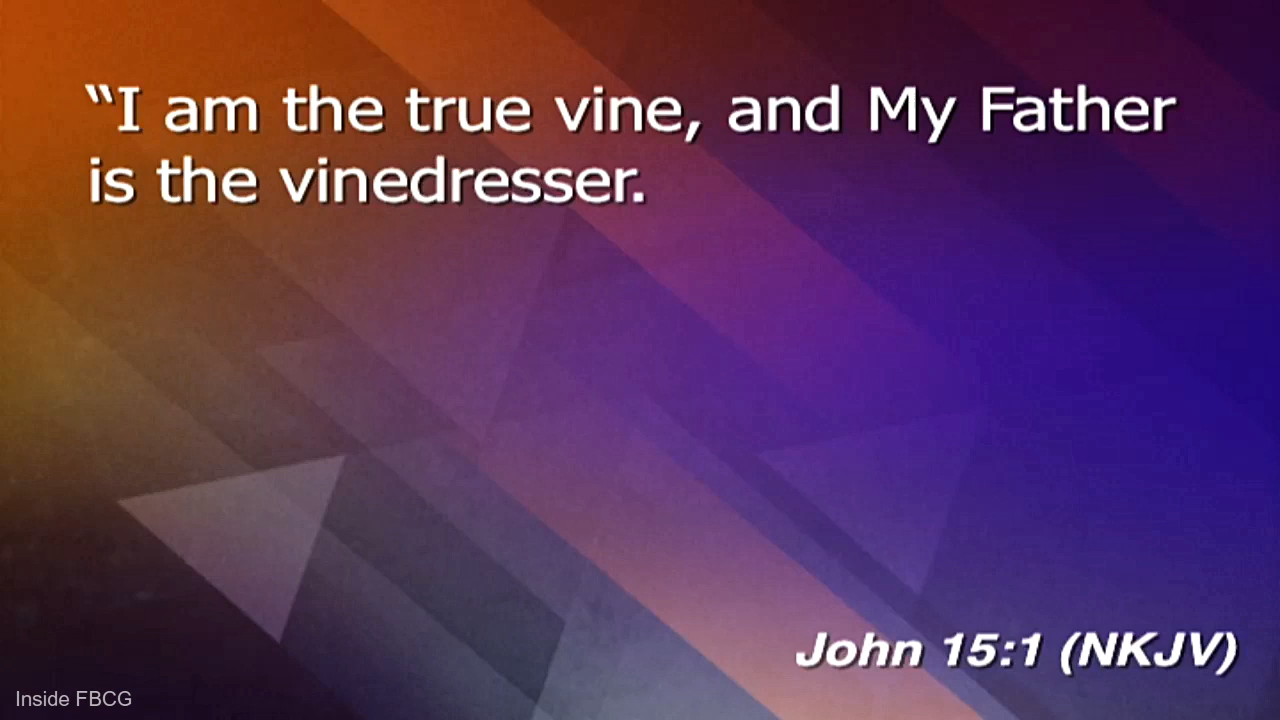 “I am the true vine, and My Father
is the vinedresser.
John 15:1 (NKJV)
Inside FBCG